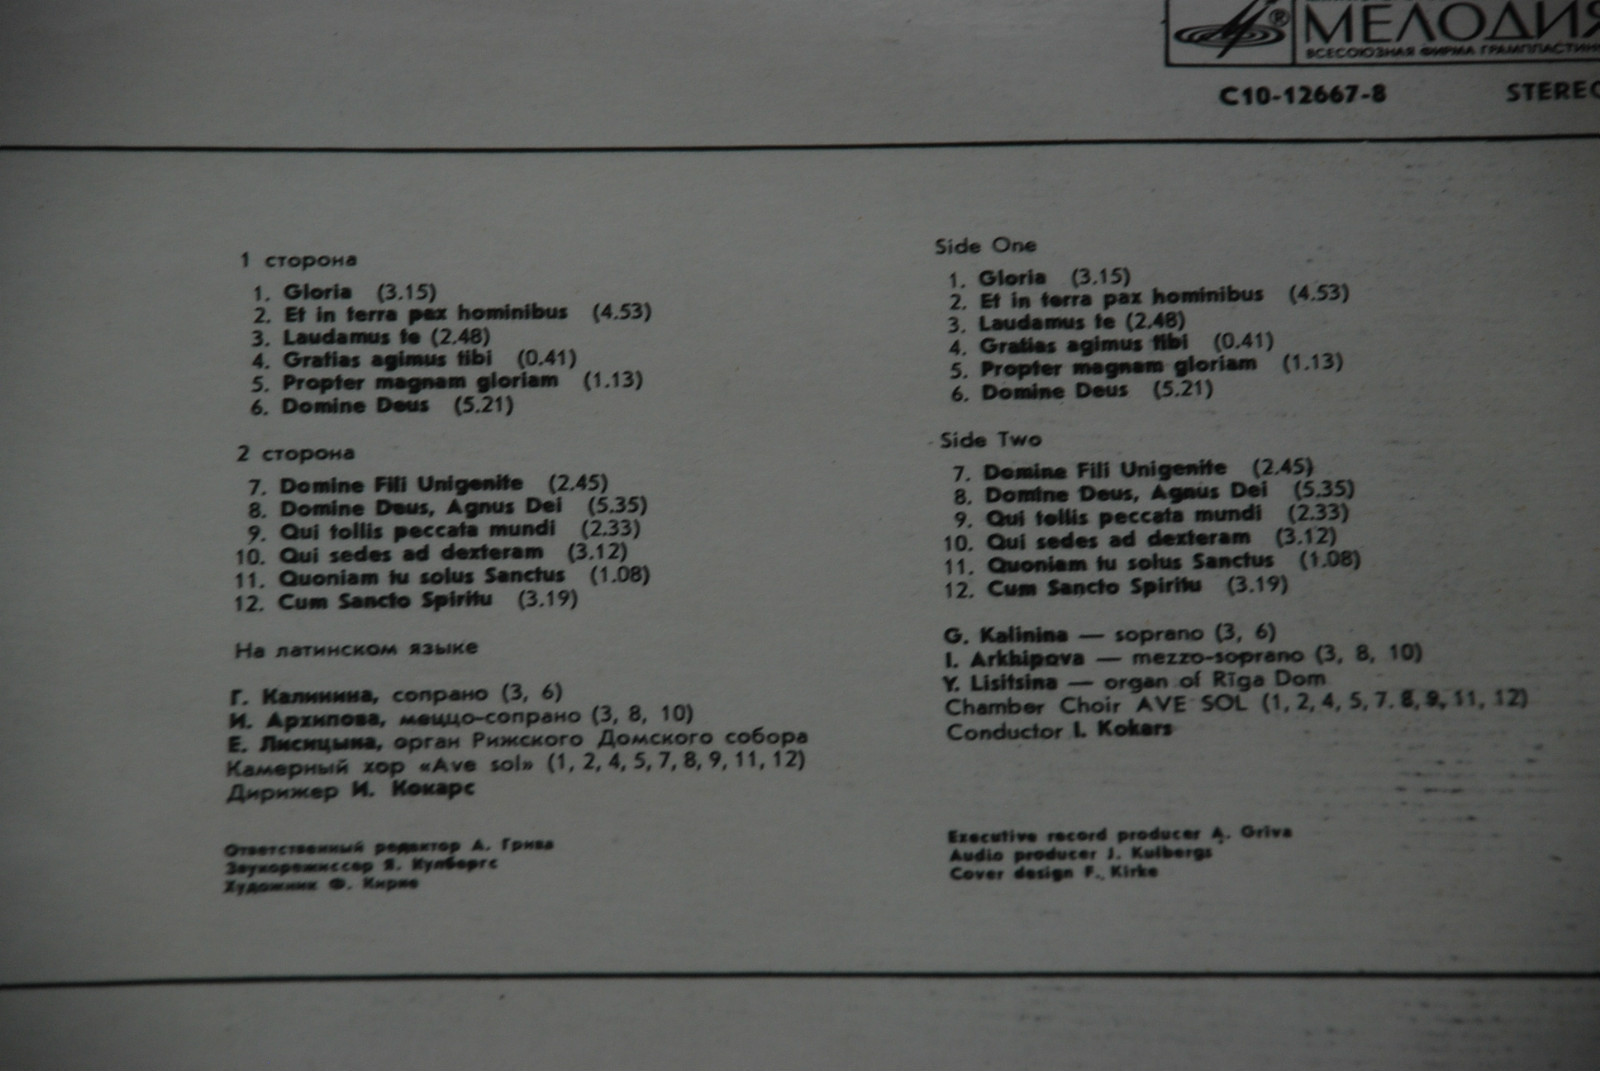 ®
МЕЛОДИЯ
ВСЕСОЮЗНАЯ ФИРМА ГРАМПЛАСТИН
С10-12667-8 STEREO
1 сторона
1. Gloria (3.15)
2. Et in terra pax hominibus (4.53)
3. Laudamus te (2.48)
4. Gratias agimus tibi (0.41)
5. Propter magnam gloriam (1.13)
6. Domine Deus (5.21)
2 сторона
7. Domine Fili Unigenite (2.45)
8. Domine Deus, Agnus Dei (5.35)
9. Qui tollis peccata mundi (2.33)
10. Qui sedes ad dexteram (3.12)
11. Quoniam tu solus Sanctus (1.08)
12. Cum Sancto Spiritu (3.19)
На латинском языке
Г. Калинина, сопрано (3, 6)
И. Архипова, меццо-сопрано (3, 8, 10)
Е. Лисицына, орган Рижского Домского собора
Камерный хор «Ave sol» (1, 2, 4, 5, 7, 8, 9, 11, 12)
Дирижер И. Кокарс
Ответственный редактор А. Грива
Звукорежиссер Я. Кулбергс
Художник Ф. Кирке
Side One
1. Gloria (3.15)
2. Et in terra pax hominibus (4.53)
3. Laudamus te (2.48)
4. Gratias agimus tibi (0.41)
5. Propter magnam gloriam (1.13)
6. Domine Deus (5.21)
Side Two
7. Domine Fili Unigenite (2.45)
8. Domine Deus, Agnus Dei (5.35)
9. Qui tollis peccata mundi (2.33)
10. Qui sedes ad dexteram (3.12)
11. Quoniam tu solus Sanctus (1.08)
12. Cum Sancto Spiritu (3.19)
G. Kalinina — soprano (3, 6)
I. Arkhipova — mezzo-soprano (3, 8, 10)
Y. Lisitsina — organ of Rīga Dom
Chamber Choir AVE SOL (1, 2, 4, 5, 7. 8, 9, 11, 12)
Conductor I. Kokars
Executive record producer A. Griva
Audio producer J. Kulbergs
Cover design F. Kirke